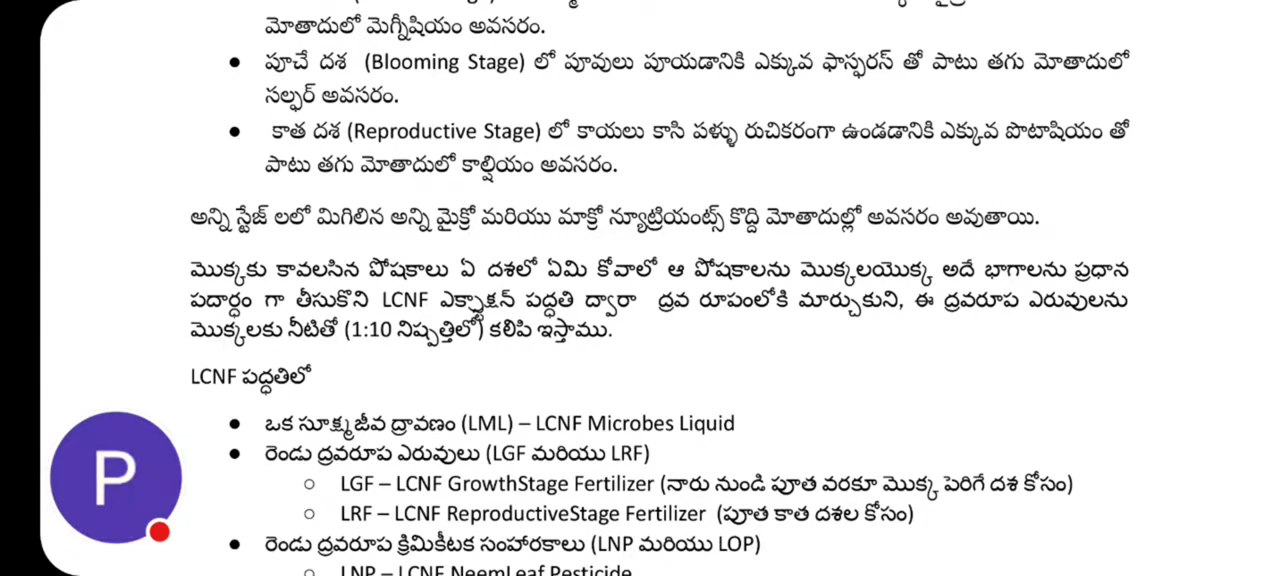 మోతాదులో మెగ్నీషియం అవసరం.
● పూచే దశ (Blooming Stage) లో పూవులు పూయడానికి ఎక్కువ ఫాస్ఫరస్ తో పాటు తగు మోతాదులో
సల్ఫర్ అవసరం.
● కాత దశ (Reproductive Stage) లో కాయలు కాసి పళ్ళు రుచికరంగా ఉండడానికి ఎక్కువ పొటాషియం తో
పాటు తగు మోతాదులో కాల్షియం అవసరం.
అన్ని స్టేజ్ లలో మిగిలిన అన్ని మైక్రో మరియు మాక్రో న్యూట్రియంట్స్ కొద్ది మోతాదుల్లో అవసరం అవుతాయి.
మొక్కకు కావలసిన పోషకాలు ఏ దశలో ఏమి కోవాలో ఆ పోషకాలను మొక్కలయొక్క అదే భాగాలను ప్రధాన
పదార్థం గా తీసుకొని LCNF ఎక్స్ట్రాక్షన్ పద్ధతి ద్వారా ద్రవ రూపంలోకి మార్చుకుని, ఈ ద్రవరూప ఎరువులను
మొక్కలకు నీటితో (1:10 నిష్పత్తిలో) కలిపి ఇస్తాము.
LCNF పద్ధతిలో
● ఒక సూక్ష్మజీవ ద్రావణం (LML) – LCNF Microbes Liquid
● రెండు ద్రవరూప ఎరువులు (LGF మరియు LRF)
○ LGF – LCNF GrowthStage Fertilizer (నారు నుండి పూత వరకూ మొక్క పెరిగే దశ కోసం)
○ LRF – LCNF ReproductiveStage Fertilizer (పూత కాత దశల కోసం)
● రెండు ద్రవరూప క్రిమికీటక సంహారకాలు (LNP మరియు LOP)
○ LNP – LCNF NeemLeaf Pesticide
P